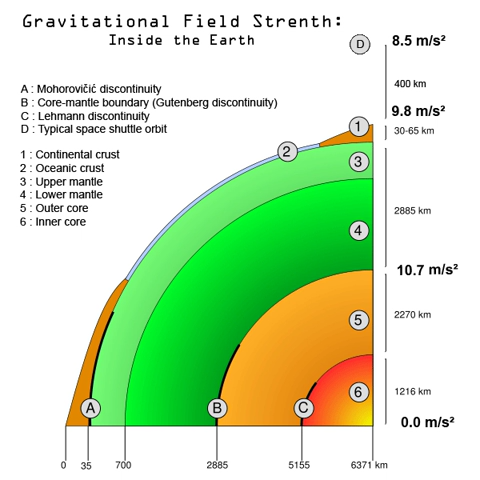 Gravitational Field Strenth:
Inside the Earth
D
8.5 m/s²
400 km
A : Mohorovičić discontinuity
B : Core-mantle boundary (Gutenberg discontinuity)
C : Lehmann discontinuity
D : Typical space shuttle orbit
9.8 m/s²
1
30-65 km
2
3
1 : Continental crust
2 : Oceanic crust
3 : Upper mantle
4 : Lower mantle
5 : Outer core
6 : Inner core
2885 km
4
10.7 m/s²
5
2270 km
6
1216 km
A
B
C
0.0 m/s²
0 35 700 2885 5155 6371 km